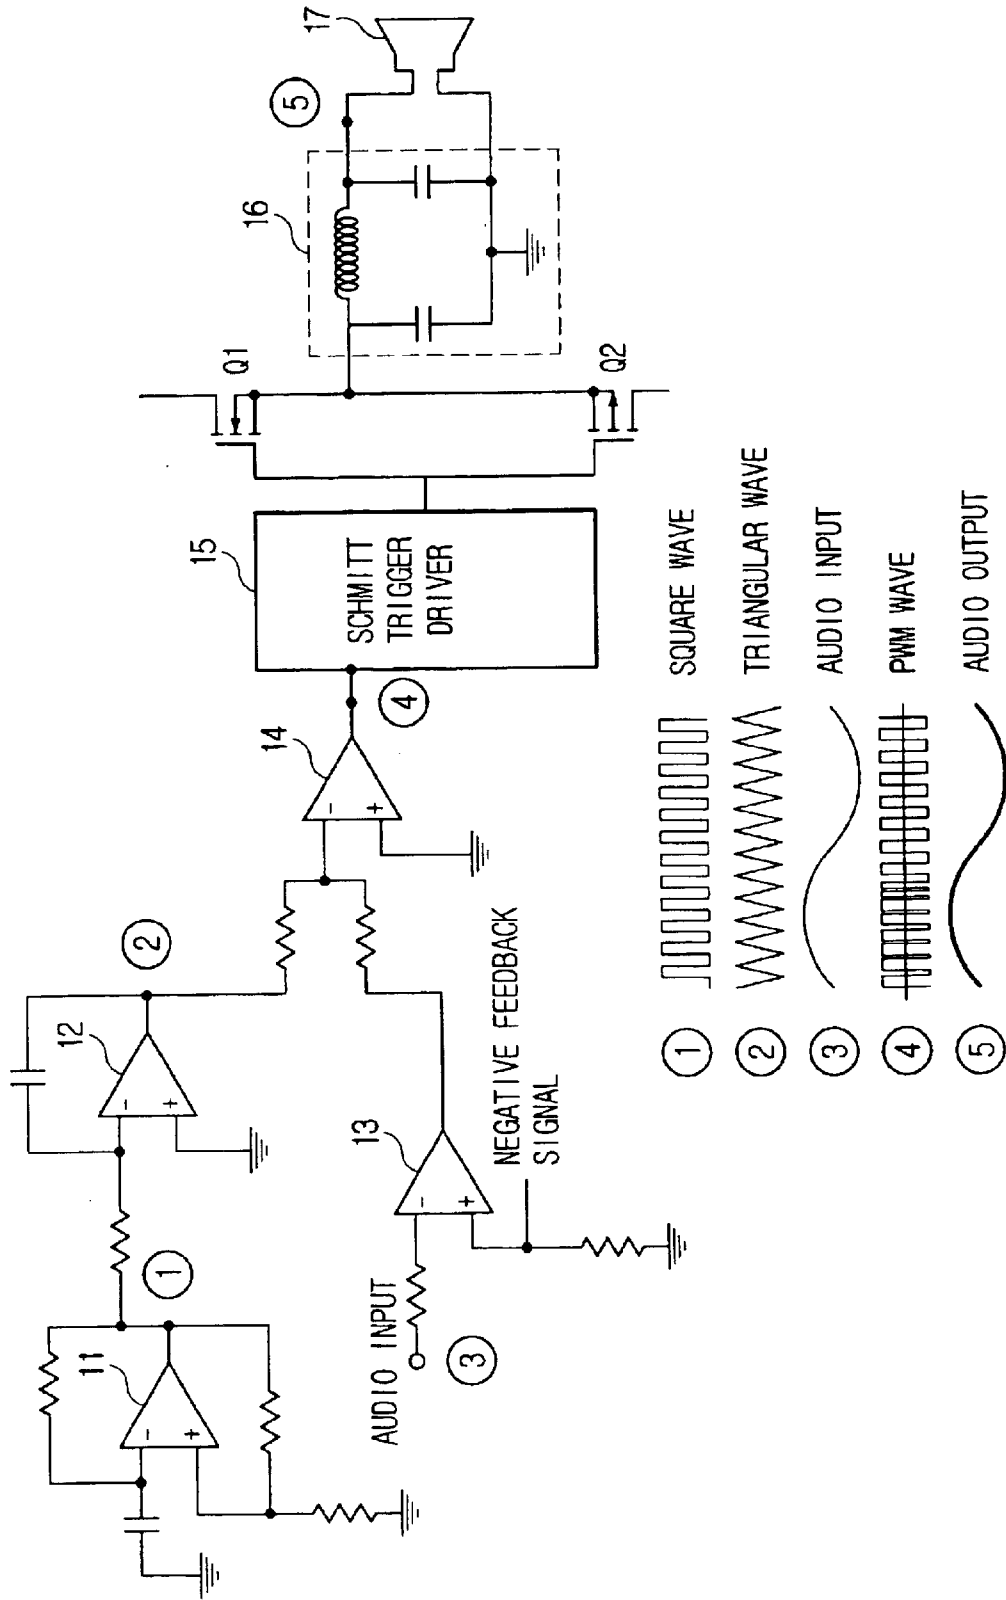 11
1
12
2
AUDIO INPUT
3
13
NEGATIVE FEEDBACK
SIGNAL
14
4
15
SCHMITT
TRIGGER
DRIVER
Q1
Q2
16
5
17
-
+
-
+
-
+
-
+
1 SQUARE WAVE
2 TRIANGULAR WAVE
3 AUDIO INPUT
4 PWM WAVE
5 AUDIO OUTPUT